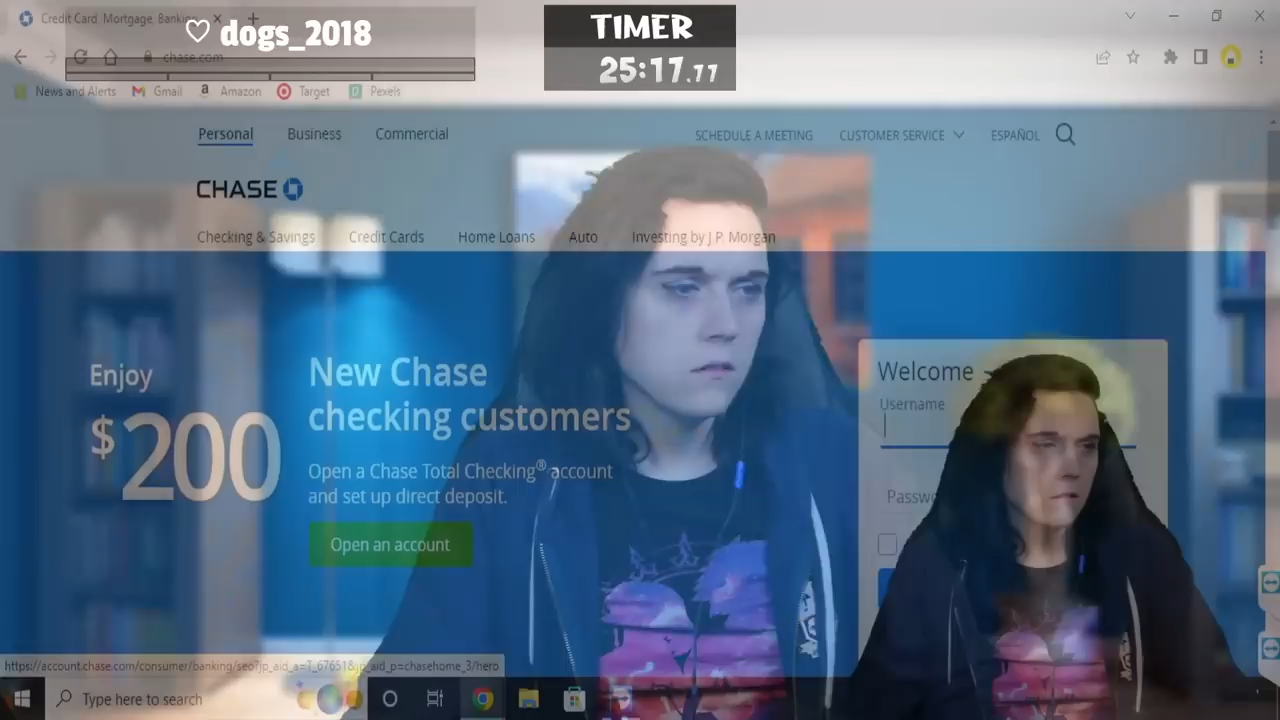 Credit Card, Mortgage, Banking
♡ dogs_2018
TIMER
25:17.77
chase.com
News and Alerts
Gmail
Amazon
Target
Pexels
Personal
Business
Commercial
SCHEDULE A MEETING
CUSTOMER SERVICE
ESPAÑOL
CHASE
Checking & Savings
Credit Cards
Home Loans
Auto
Investing by J.P. Morgan
Enjoy
$200
New Chase
checking customers
Open a Chase Total Checking® account
and set up direct deposit.
Open an account
Welcome
Username
Passwo
https://account.chase.com/consumer/banking/seo?jp_aid_a=T_67651&jp_aid_p=chasehome_3/hero
Type here to search